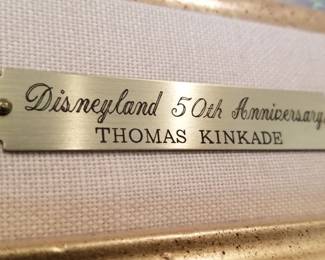 Disneyland 50th Anniversary
THOMAS KINKADE